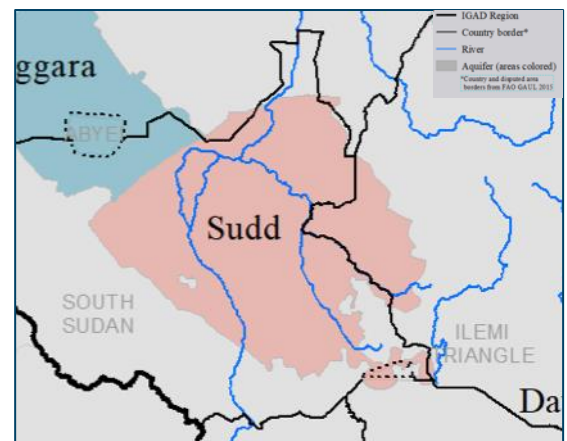 IGAD Region
Country border*
River
Aquifer (areas colored)
*Country and disputed area
borders from FAO GAUL 2015
ggara
ABYEI
Sudd
SOUTH
SUDAN
ILEMI
TRIANGLE
Da